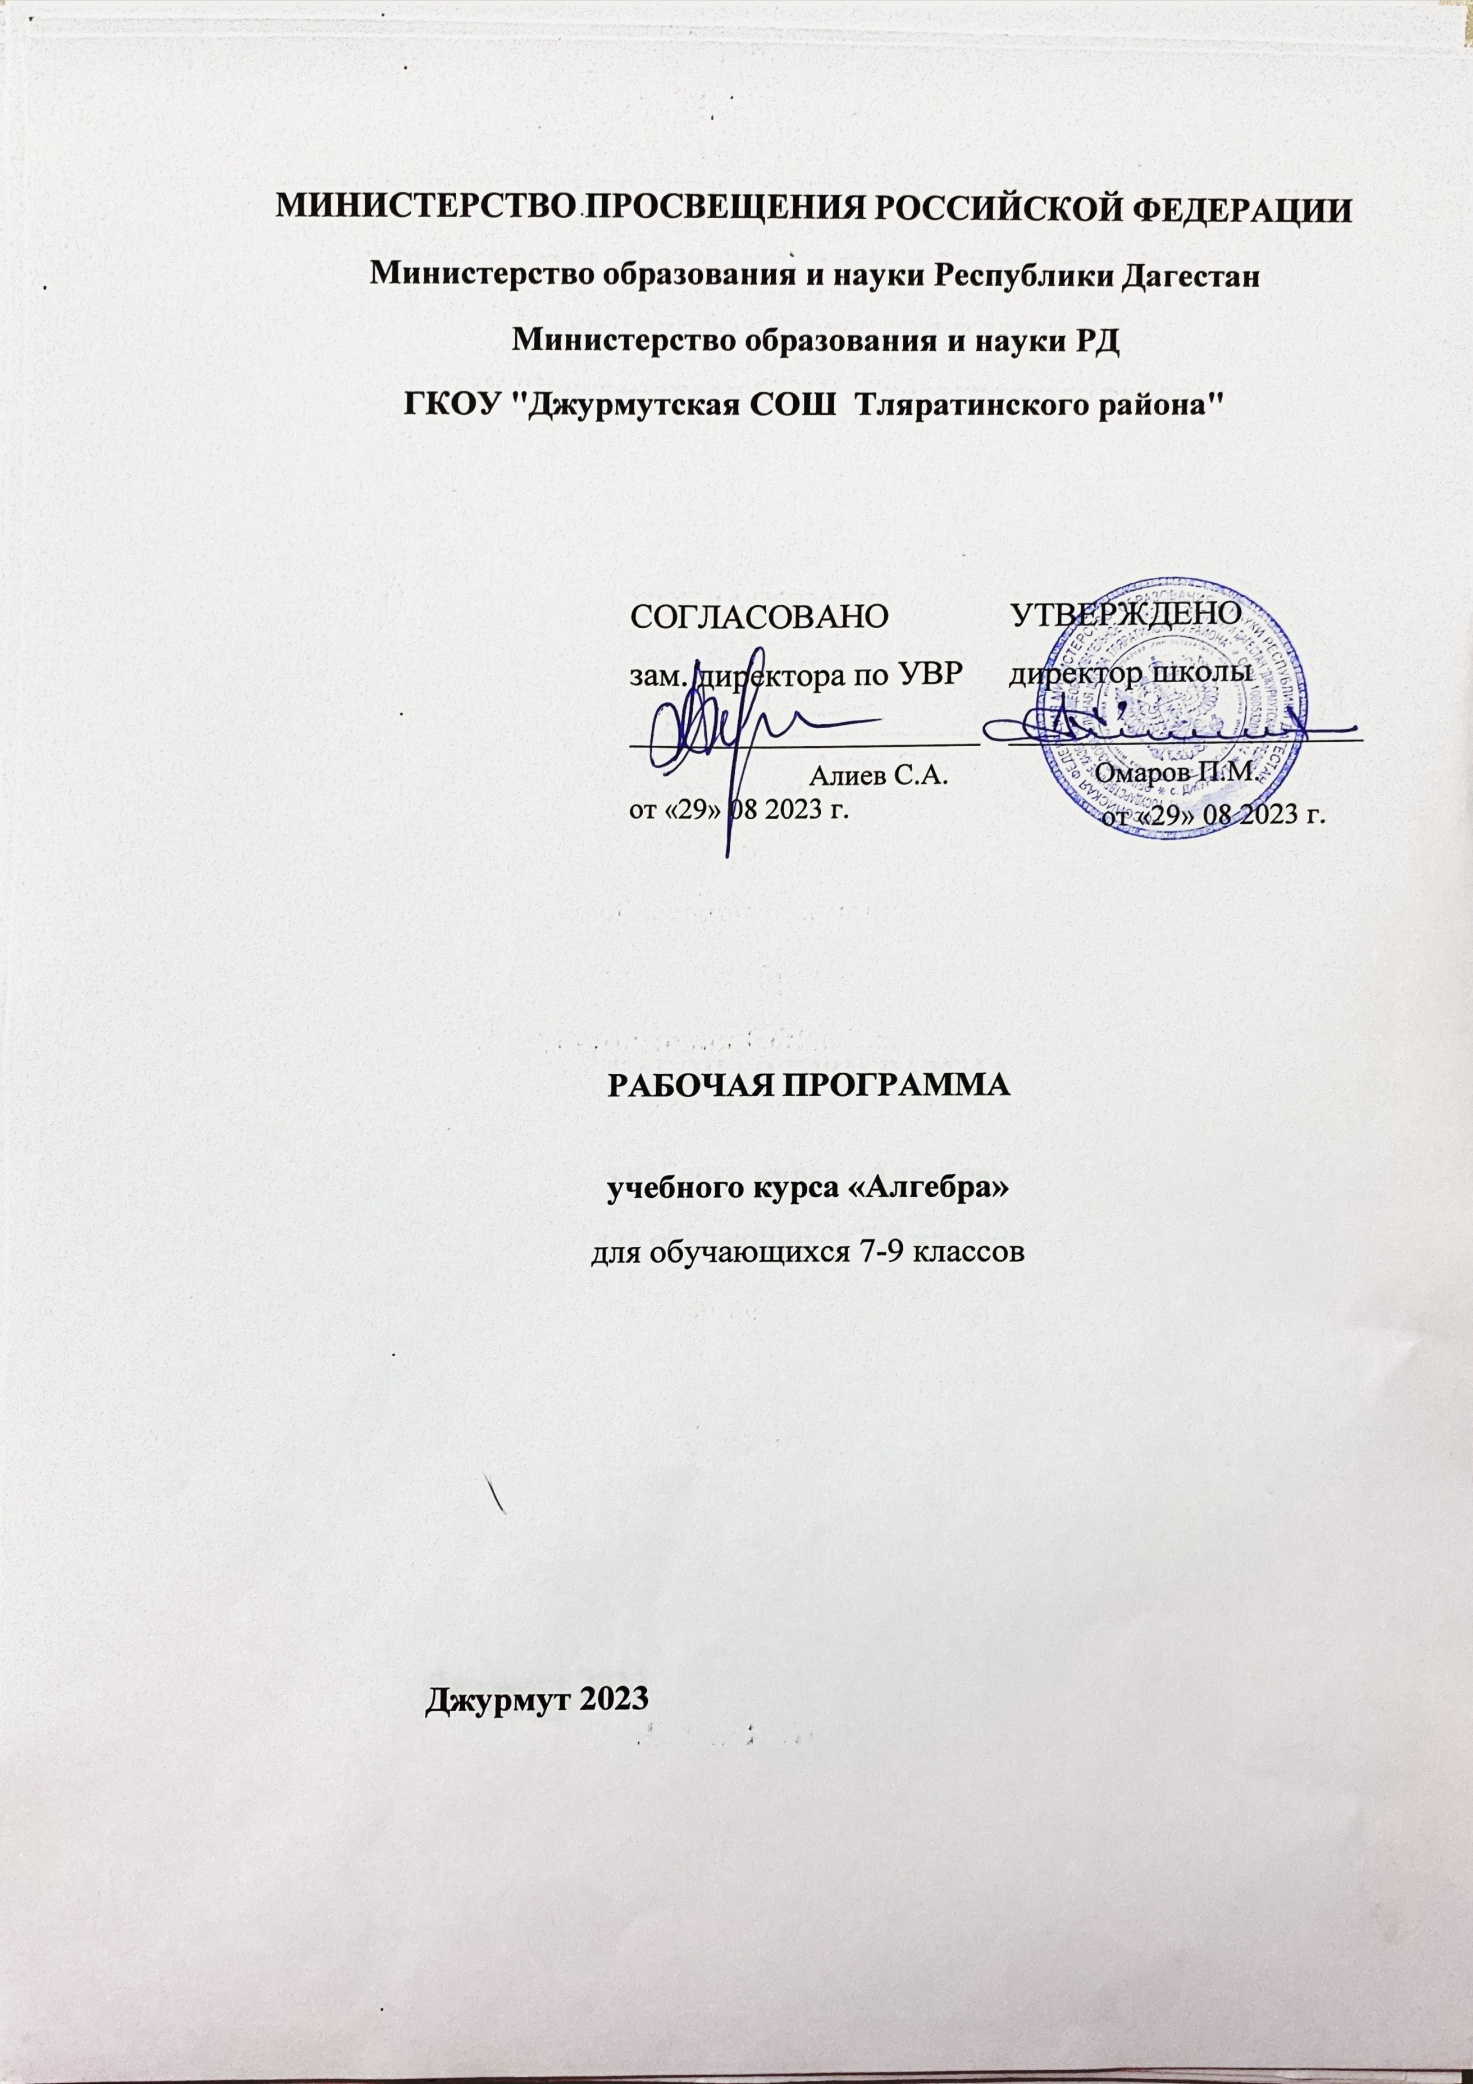 МИНИСТЕРСТВО ПРОСВЕЩЕНИЯ РОССИЙСКОЙ ФЕДЕРАЦИИ
Министерство образования и науки Республики Дагестан
Министерство образования и науки РД
ГКОУ "Джурмутская СОШ Тляратинского района"
СОГЛАСОВАНО
зам. директора по УВР
Алиев С.А.
от «29» 08 2023 г.
УТВЕРЖДЕНО
директор школы
Омаров П.М.
от «29» 08 2023 г.
РАБОЧАЯ ПРОГРАММА
учебного курса «Алгебра»
для обучающихся 7-9 классов
Джурмут 2023